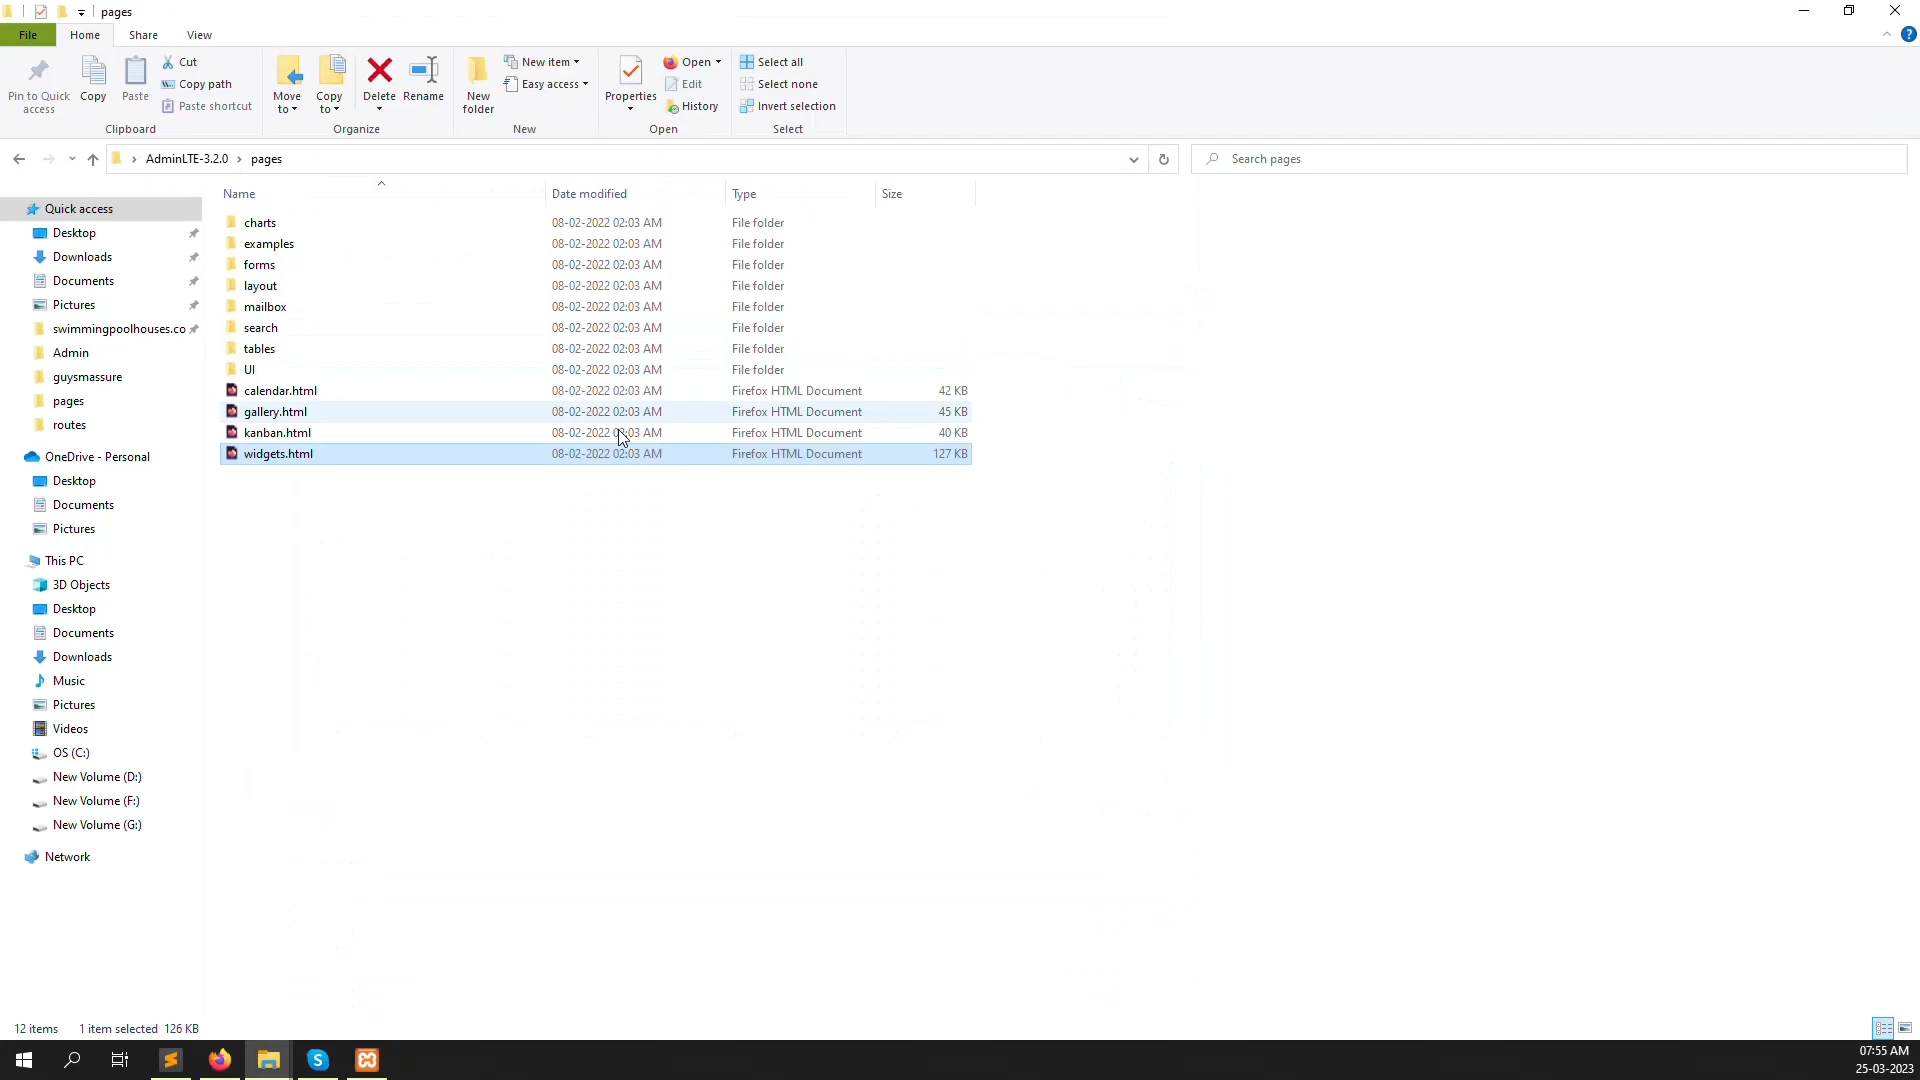 pages
File Home Share View
Pin to Quick access
Copy
Paste
Cut
Copy path
Paste shortcut
Clipboard
Move to
Copy to
Delete
Rename
Organize
New folder
New item
Easy access
New
Properties
Open
Edit
History
Open
Select all
Select none
Invert selection
Select
AdminLTE-3.2.0 pages
Search pages
Quick access
Desktop
Downloads
Documents
Pictures
swimmingpoolhouses.co
Admin
guysmassure
pages
routes
OneDrive - Personal
Desktop
Documents
Pictures
This PC
3D Objects
Desktop
Documents
Downloads
Music
Pictures
Videos
OS (C:)
New Volume (D:)
New Volume (F:)
New Volume (G:)
Network
Name Date modified Type Size
charts 08-02-2022 02:03 AM File folder
examples 08-02-2022 02:03 AM File folder
forms 08-02-2022 02:03 AM File folder
layout 08-02-2022 02:03 AM File folder
mailbox 08-02-2022 02:03 AM File folder
search 08-02-2022 02:03 AM File folder
tables 08-02-2022 02:03 AM File folder
UI 08-02-2022 02:03 AM File folder
calendar.html 08-02-2022 02:03 AM Firefox HTML Document 42 KB
gallery.html 08-02-2022 02:03 AM Firefox HTML Document 45 KB
kanban.html 08-02-2022 02:03 AM Firefox HTML Document 40 KB
widgets.html 08-02-2022 02:03 AM Firefox HTML Document 127 KB
12 items 1 item selected 126 KB
07:55 AM
25-03-2023